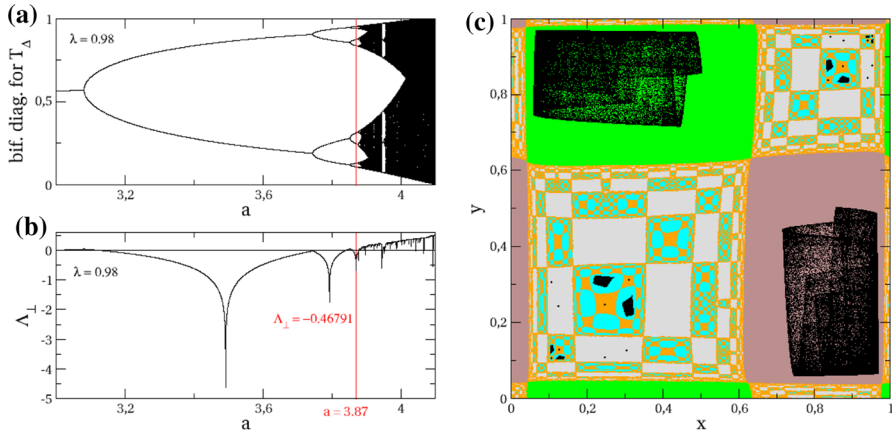 (a)
bif. diag. for T_Δ
1
0,5
0
λ = 0.98
3,2
3,6
4
a
(b)
Λ⊥
1
0
-1
-2
-3
-4
-5
λ = 0.98
Λ⊥ = −0.46791
3,2
3,6
4
a
a = 3.87
(c)
y
1
0,8
0,6
0,4
0,2
0
0
0,2
0,4
0,6
0,8
1
x